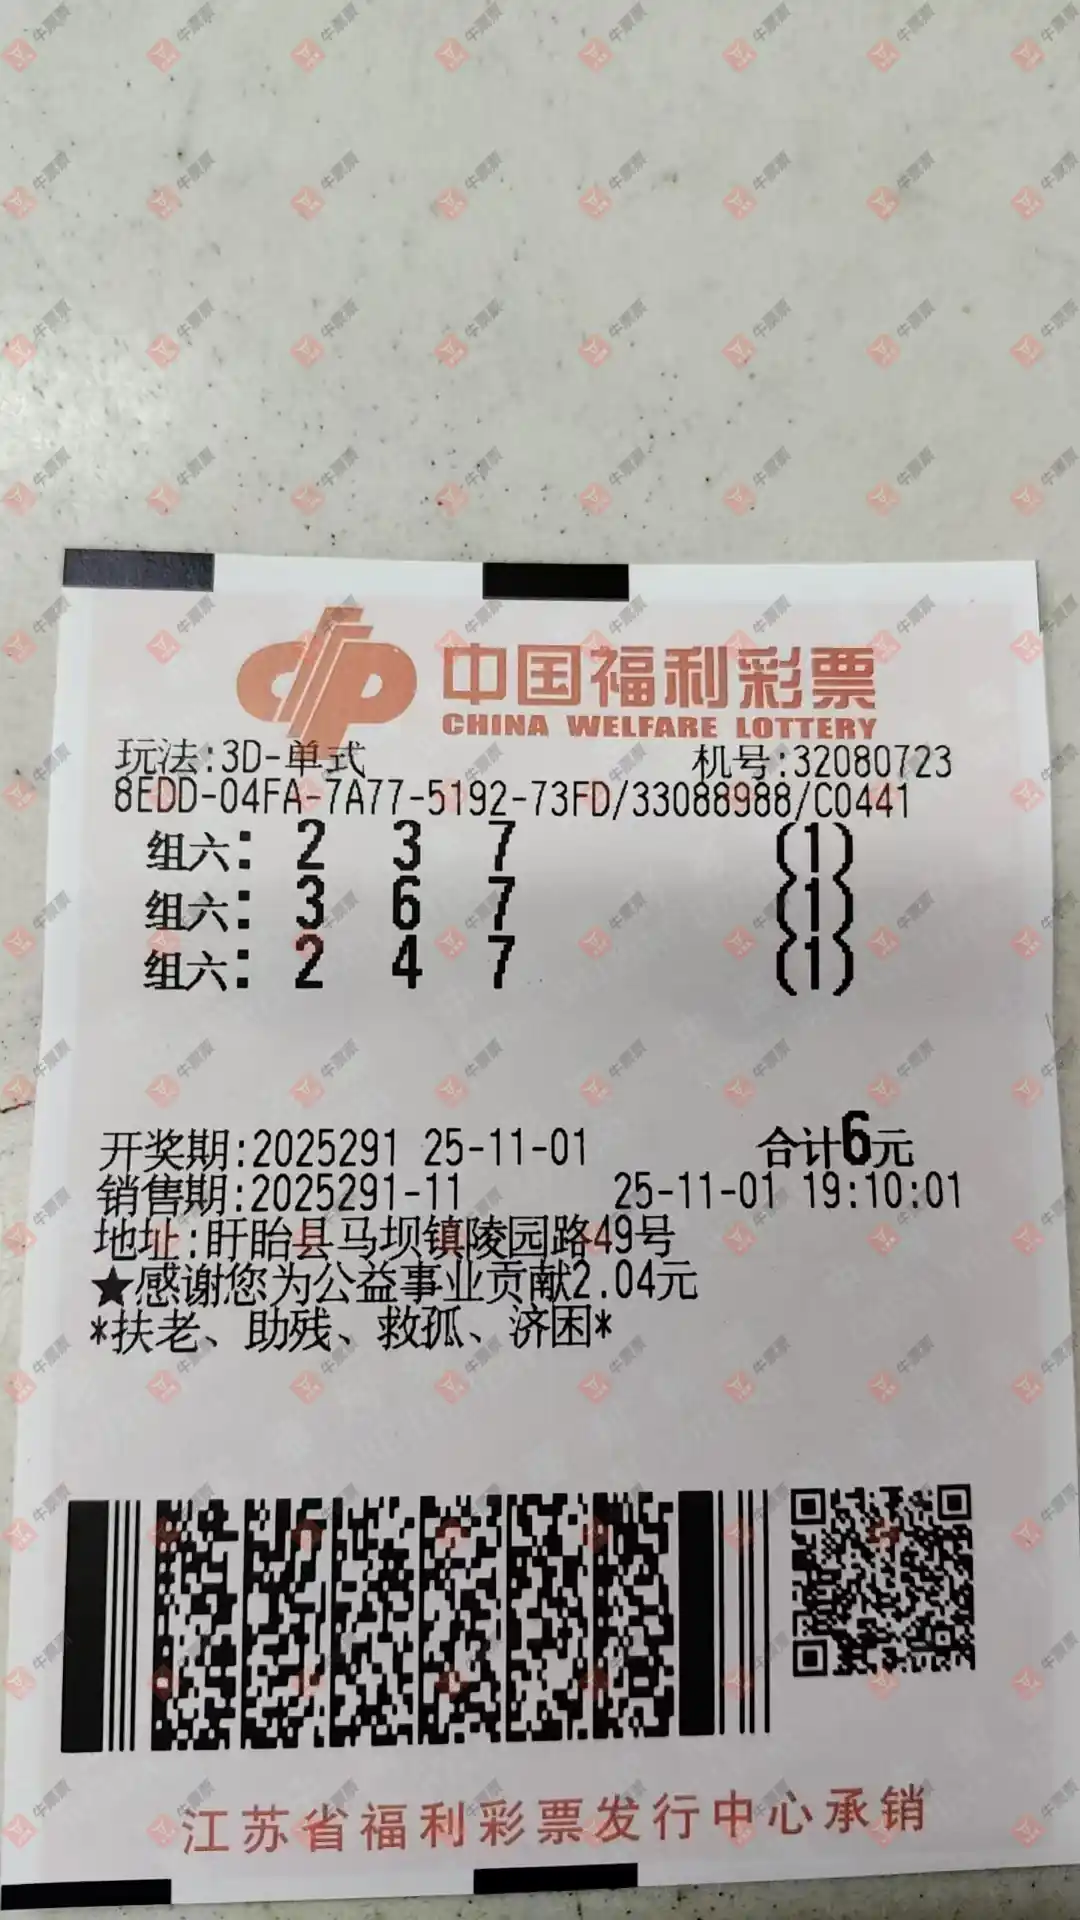 中国福利彩票
CHINA WELFARE LOTTERY
玩法:3D-单式 机号:32080723
8EDD-04FA-7A77-5192-73FD/33088988/C0441
组六: 2 3 7 (1)
组六: 3 6 7 (1)
组六: 2 4 7 (1)
开奖期:2025291 25-11-01 合计6元
销售期:2025291-11 25-11-01 19:10:01
地址:盱眙县马坝镇陵园路49号
★感谢您为公益事业贡献2.04元
*扶老、助残、救孤、济困*
江苏省福利彩票发行中心承销
牛票票